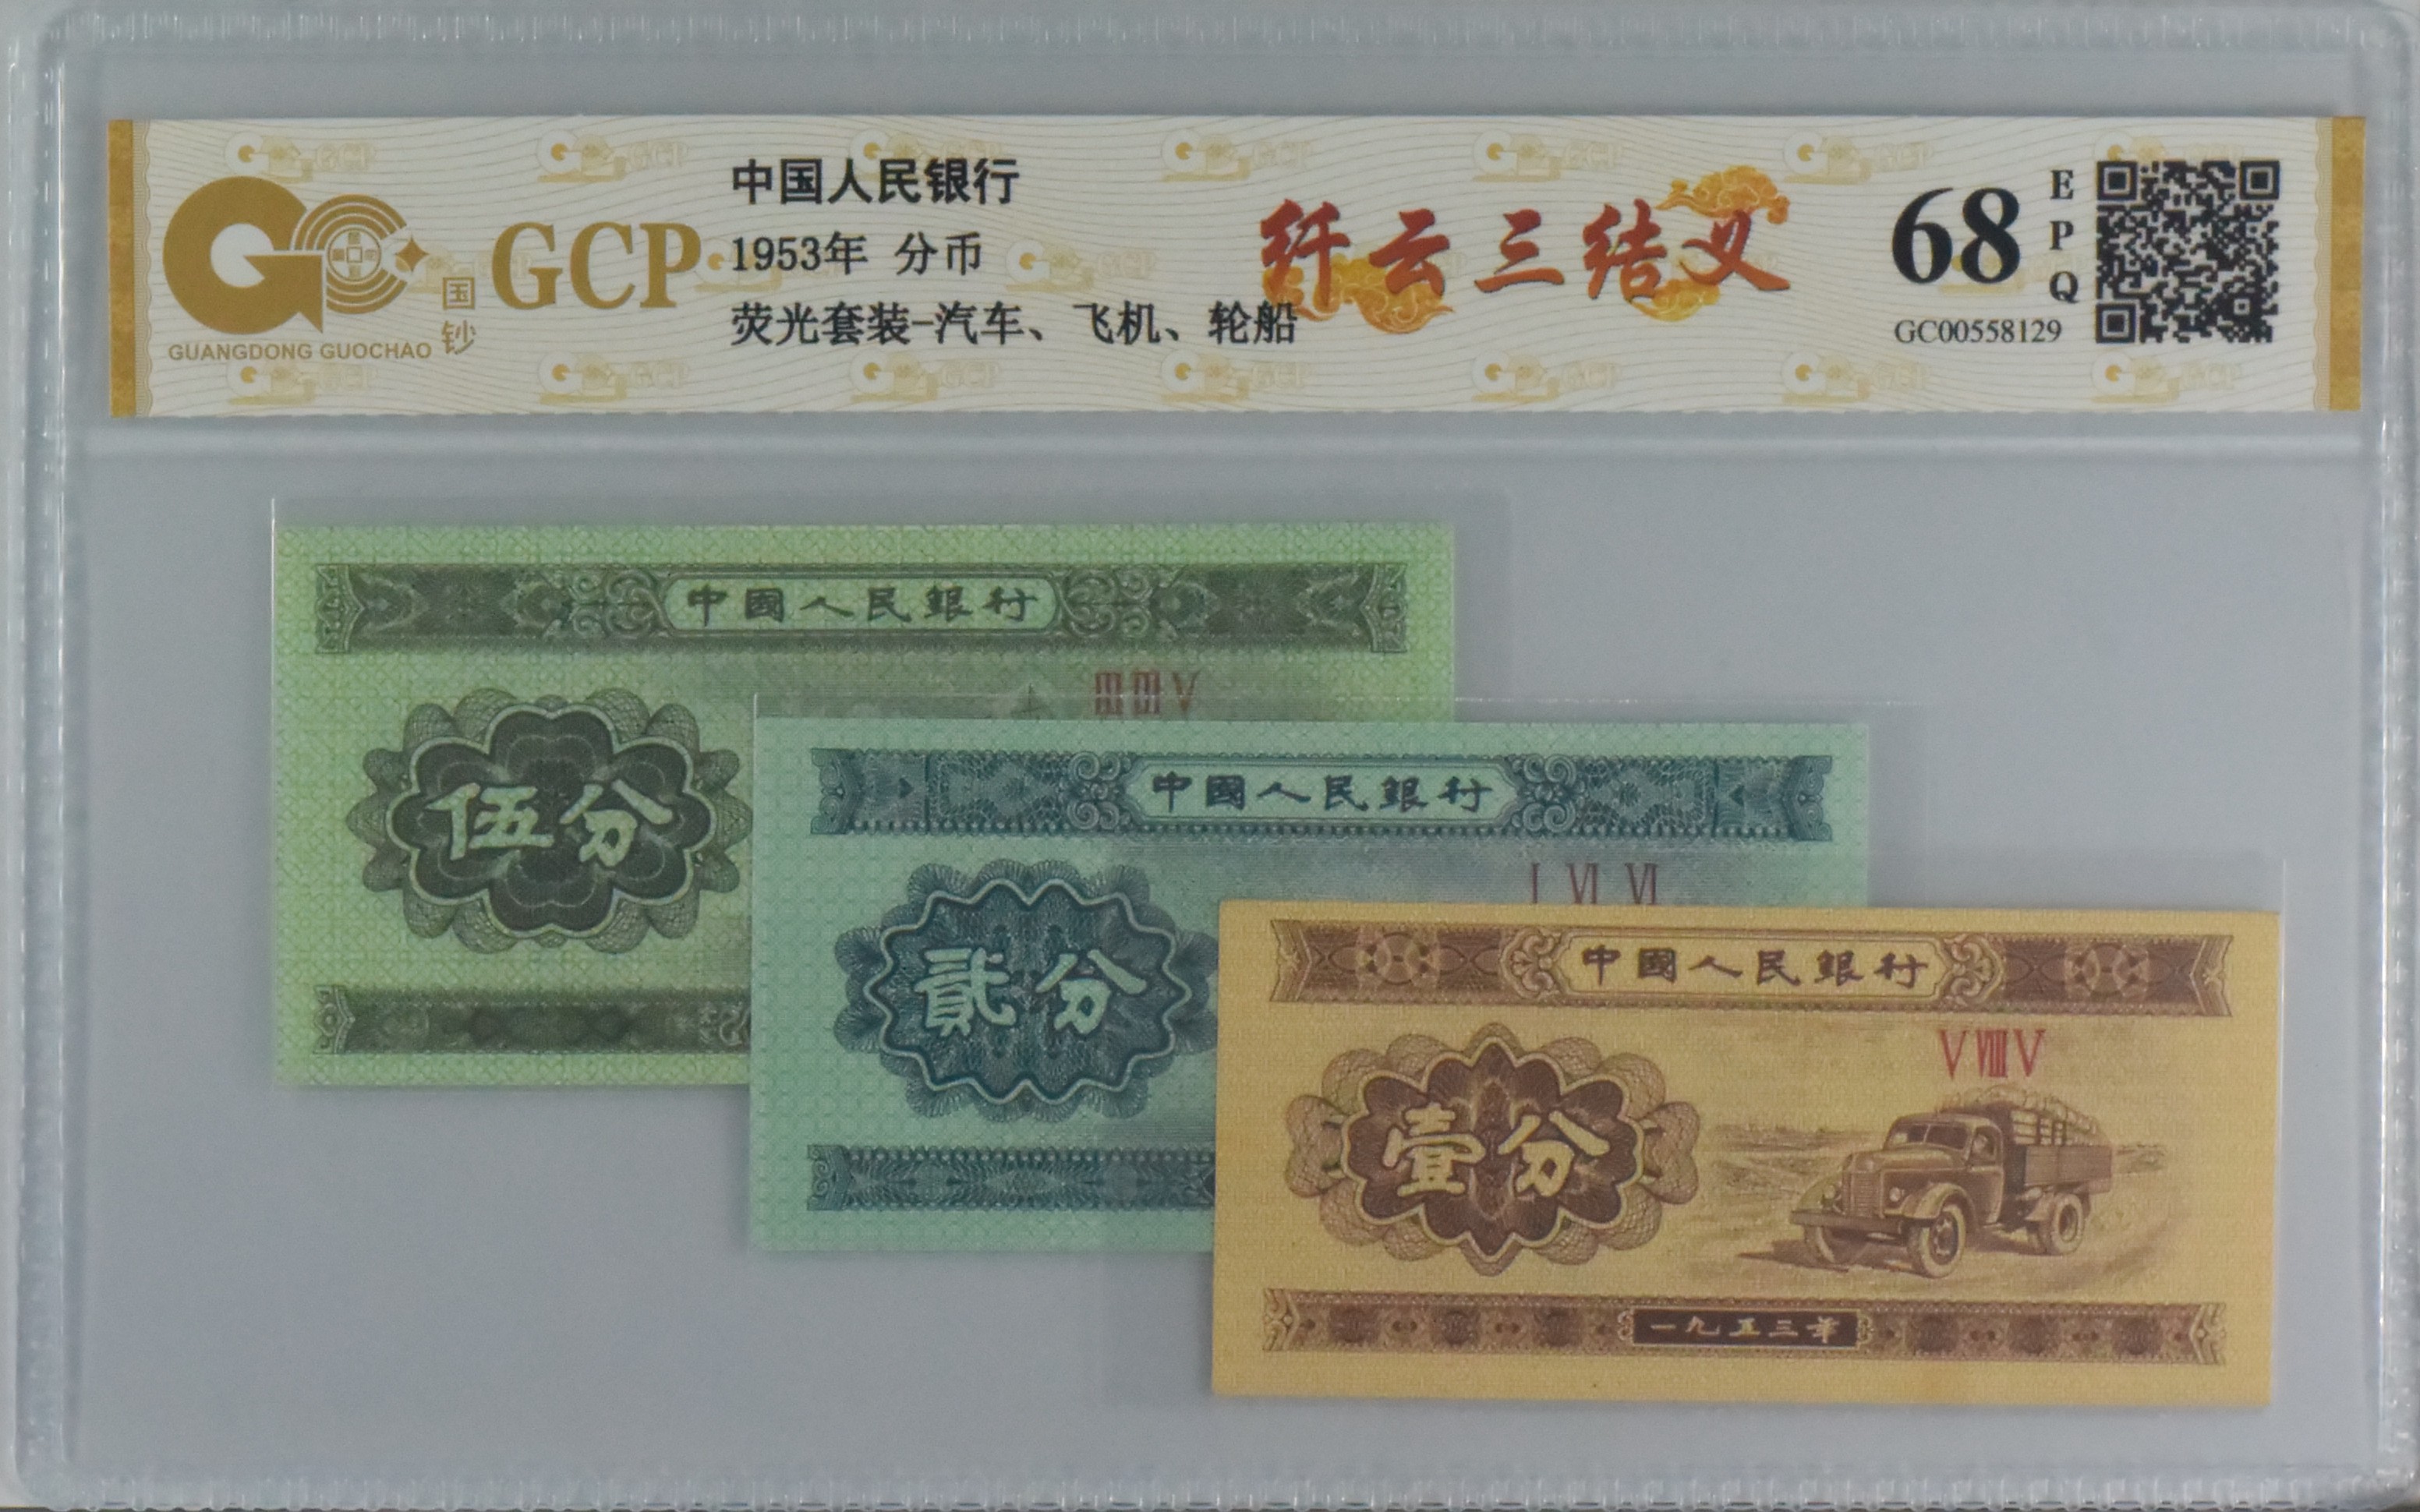 中国人民银行
1953年 分币
荧光套装-汽车、飞机、轮船
GCP
国钞
GUANGDONG GUOCHAO
纤云三结义
68
EPQ
GC00558129
中國人民銀行
ⅢⅢⅤ
伍分
中國人民銀行
Ⅰ Ⅵ Ⅵ
貳分
中國人民銀行
ⅤⅧⅤ
壹分
一九五三年